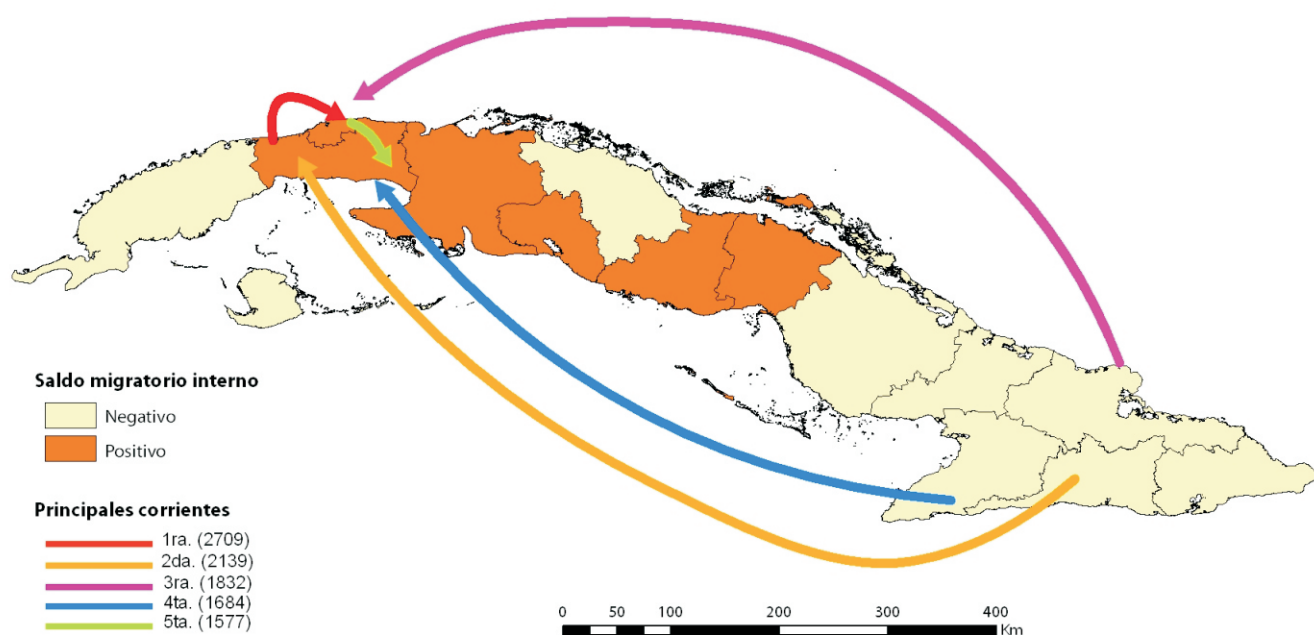 Saldo migratorio interno
Negativo
Positivo
Principales corrientes
1ra. (2709)
2da. (2139)
3ra. (1832)
4ta. (1684)
5ta. (1577)
0 50 100 200 300 400
Km